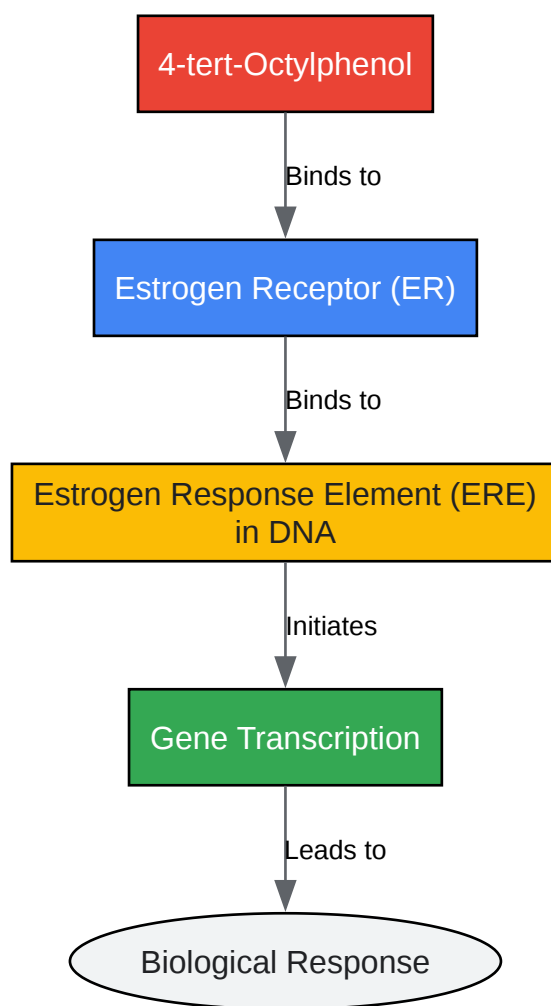 4-tert-Octylphenol
Binds to
Estrogen Receptor (ER)
Binds to
Estrogen Response Element (ERE)
in DNA
Initiates
Gene Transcription
Leads to
Biological Response